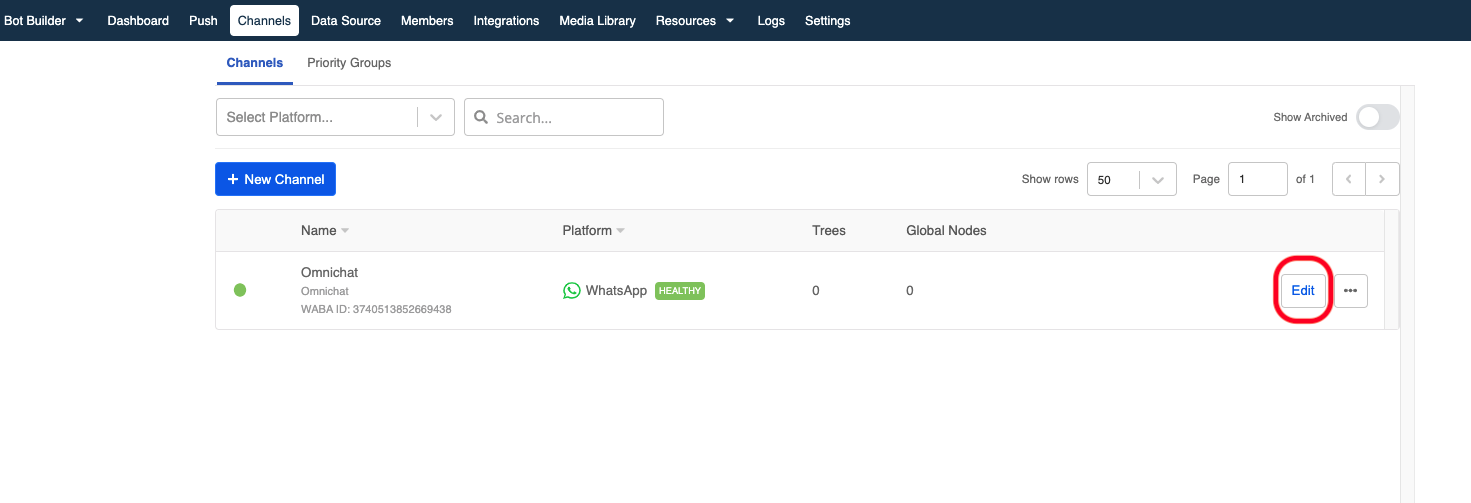 Bot Builder Dashboard Push Channels Data Source Members Integrations Media Library Resources Logs Settings
Channels Priority Groups
Select Platform... Search... Show Archived
+ New Channel Show rows 50 Page 1 of 1
Name Platform Trees Global Nodes
Omnichat
Omnichat
WABA ID: 3740513852669438
WhatsApp HEALTHY 0 0 Edit